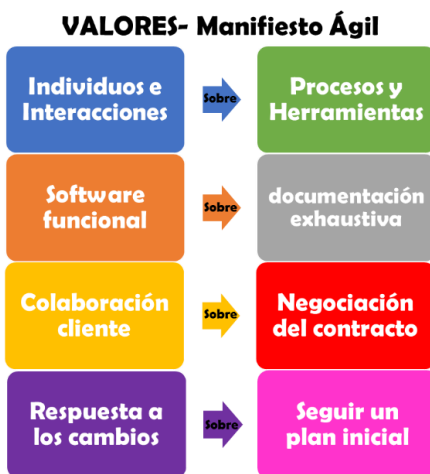 VALORES- Manifiesto Ágil
Individuos e
Interacciones
Sobre
Procesos y
Herramientas
Software
funcional
Sobre
documentación
exhaustiva
Colaboración
cliente
Sobre
Negociación
del contracto
Respuesta a
los cambios
Sobre
Seguir un
plan inicial